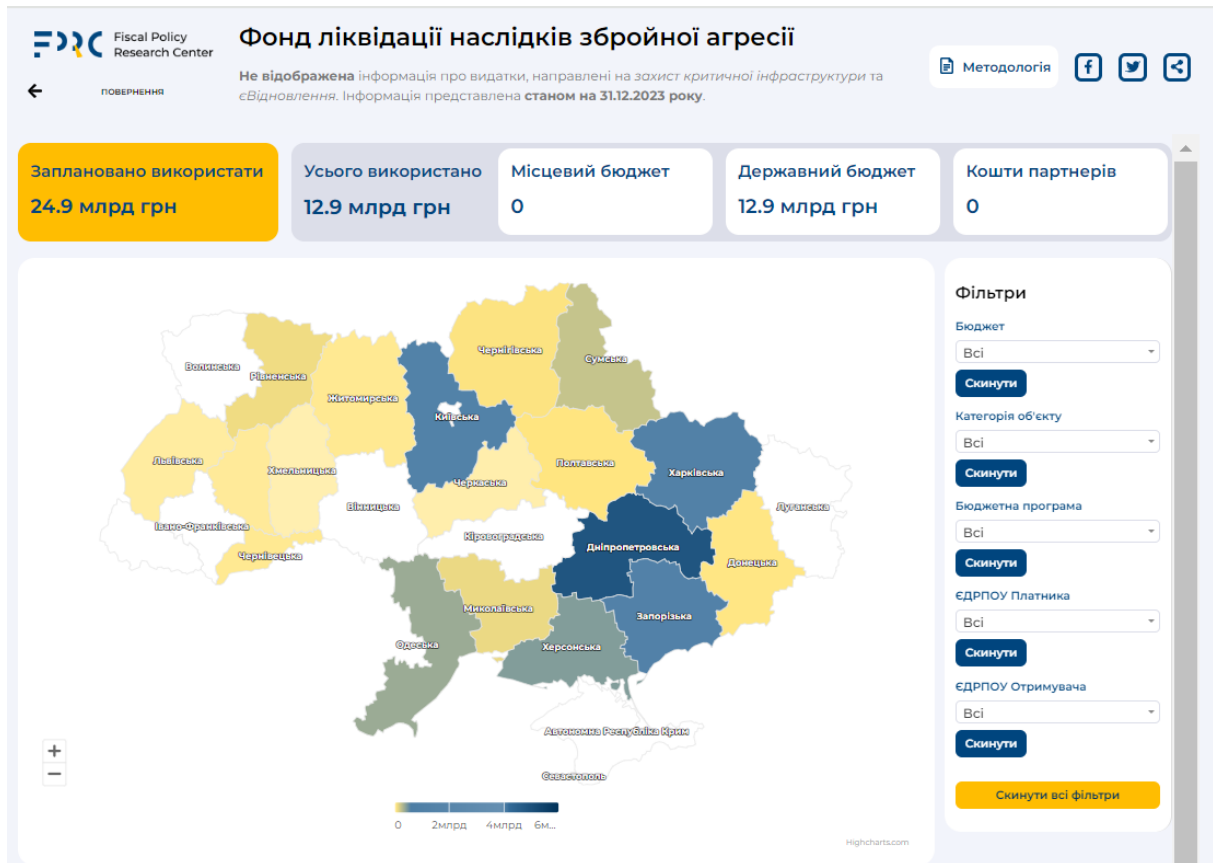 Fiscal Policy
Research Center
ПОВЕРНЕННЯ
Фонд ліквідації наслідків збройної агресії
Не відображена інформація про видатки, направлені на захист критичної інфраструктури та
єВідновлення. Інформація представлена станом на 31.12.2023 року.
Методологія
Заплановано використати
24.9 млрд грн
Усього використано
12.9 млрд грн
Місцевий бюджет
0
Державний бюджет
12.9 млрд грн
Кошти партнерів
0
Чернігівська
Сумська
Волинська
Рівненська
Житомирська
Київська
Львівська
Хмельницька
Полтавська
Харківська
Черкаська
Вінницька
Луганська
Івано-Франківська
Кіровоградська
Дніпропетровська
Чернівецька
Донецька
Миколаївська
Запорізька
Одеська
Херсонська
Автономна Республіка Крим
Севастополь
+
−
0 2млрд 4млрд 6м...
Highcharts.com
Фільтри
Бюджет
Всі
Скинути
Категорія об'єкту
Всі
Скинути
Бюджетна програма
Всі
Скинути
ЄДРПОУ Платника
Всі
Скинути
ЄДРПОУ Отримувача
Всі
Скинути
Скинути всі фільтри